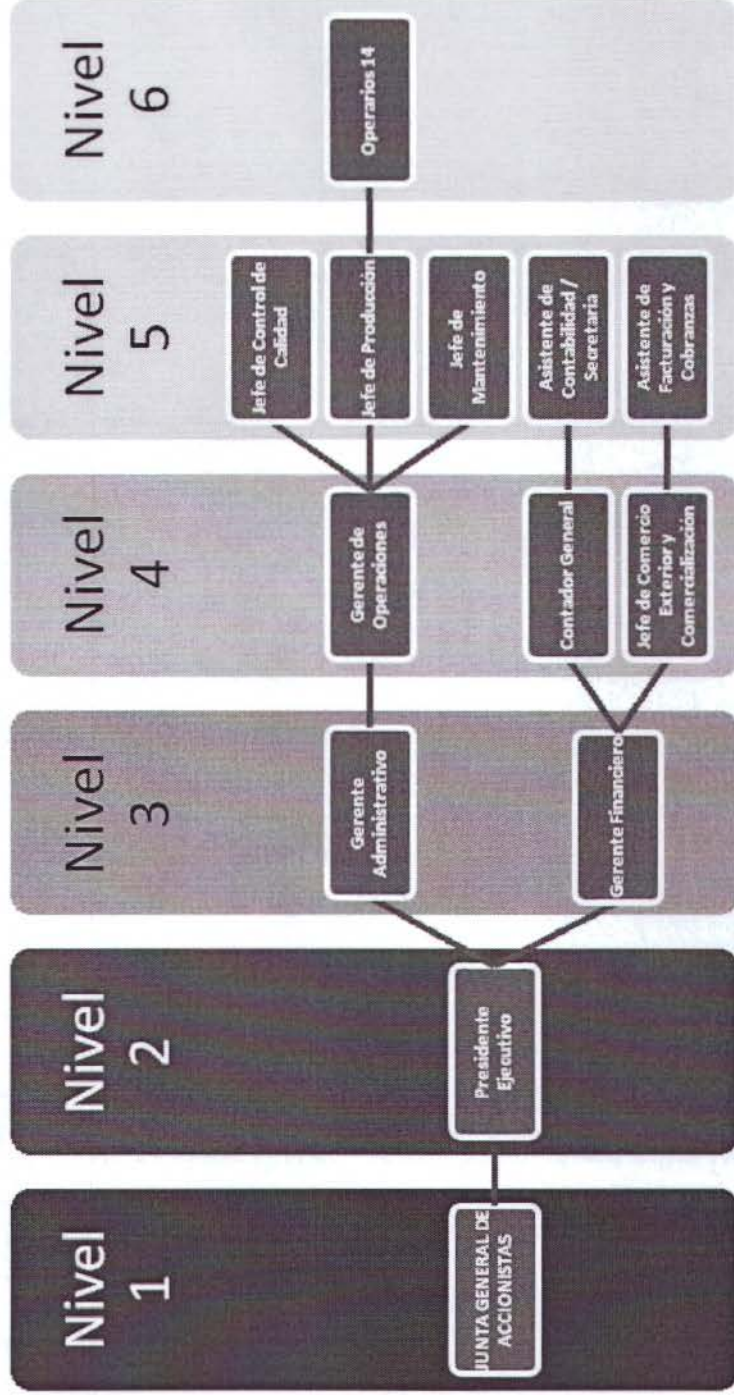 Nivel
1
JUNTA GENERAL DE
ACCIONISTAS
Nivel
2
Presidente
Ejecutivo
Nivel
3
Gerente
Administrativo
Gerente Financiero
Nivel
4
Gerente de
Operaciones
Contador General
Jefe de Comercio
Exterior y
Comercialización
Nivel
5
Jefe de Control de
Calidad
Jefe de Producción
Jefe de
Mantenimiento
Asistente de
Contabilidad /
Secretaria
Asistente de
Facturación y
Cobranzas
Nivel
6
Operarios 14